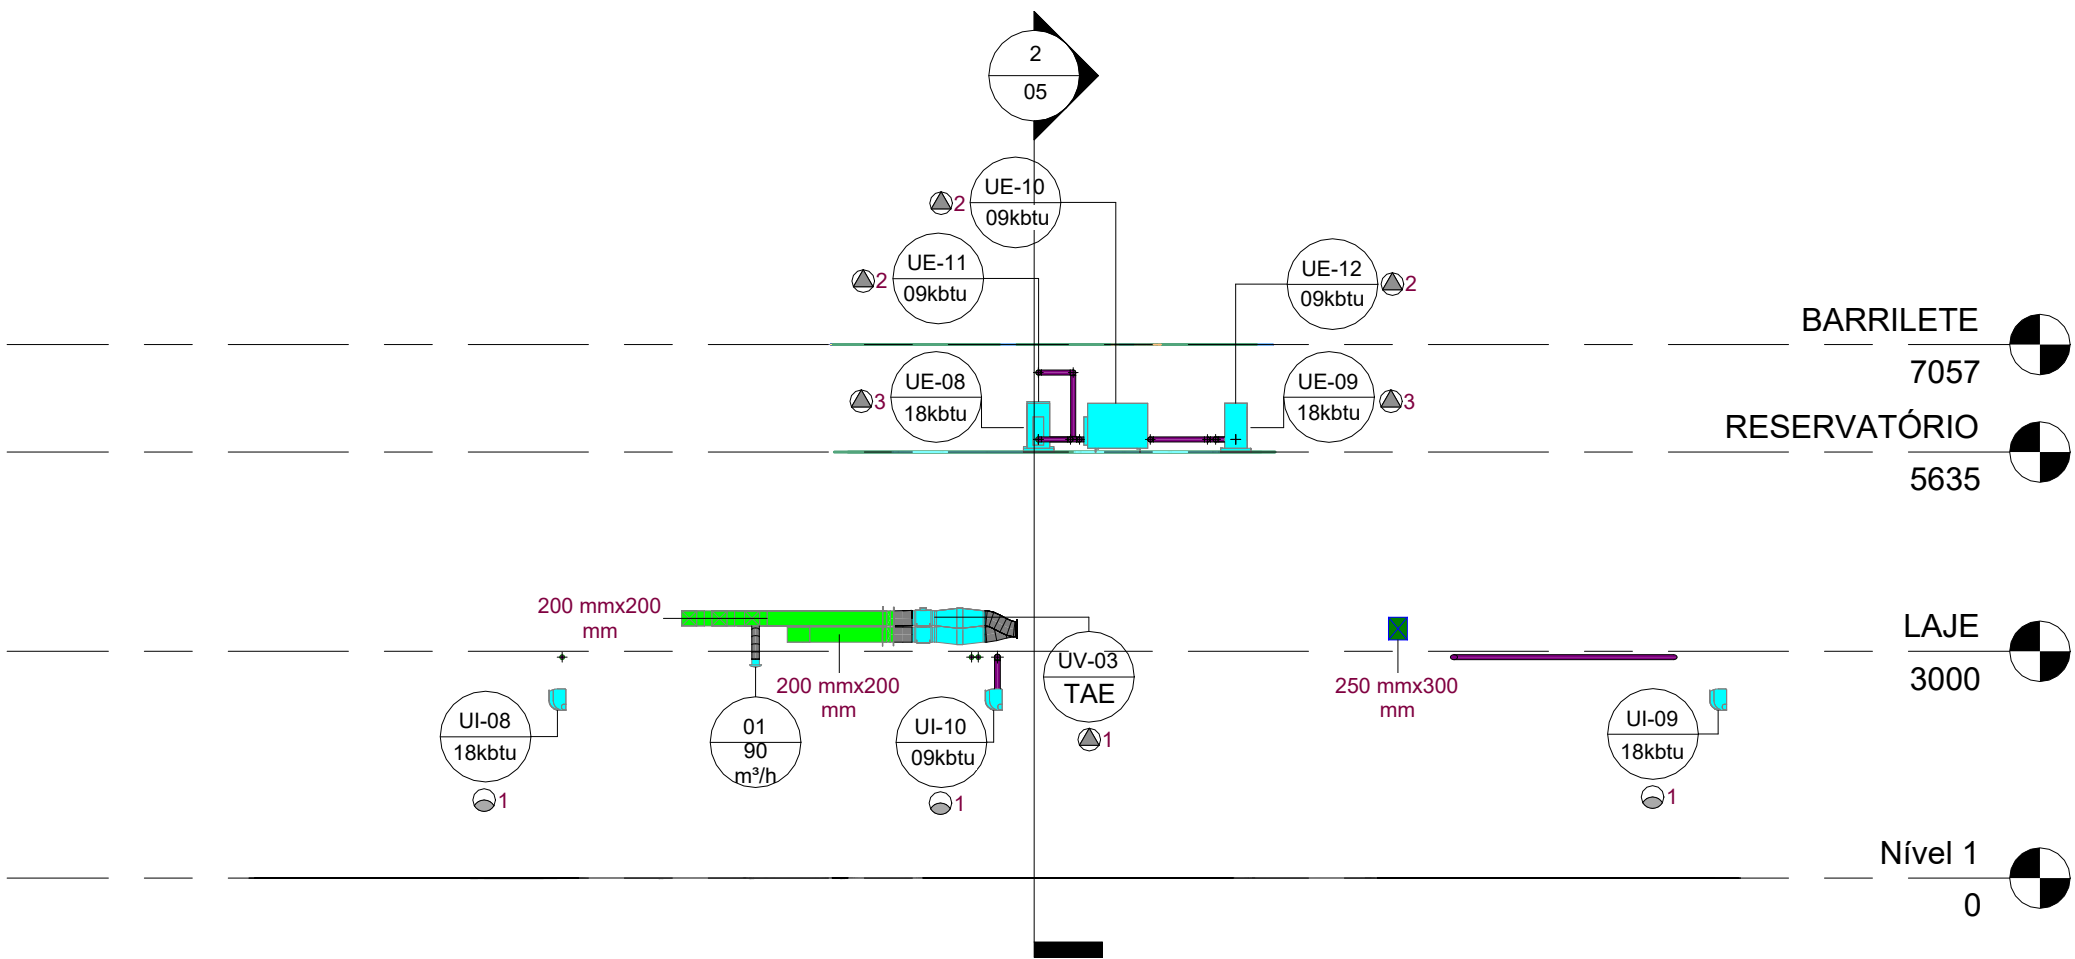 2
05
UE-10
09kbtu
2
UE-11
09kbtu
2
UE-12
09kbtu
2
BARRILETE
7057
UE-08
18kbtu
3
UE-09
18kbtu
3
RESERVATÓRIO
5635
200 mmx200
mm
LAJE
3000
UV-03
TAE
1
200 mmx200
mm
250 mmx300
mm
UI-08
18kbtu
1
01
90
m³/h
UI-10
09kbtu
1
UI-09
18kbtu
1
Nível 1
0